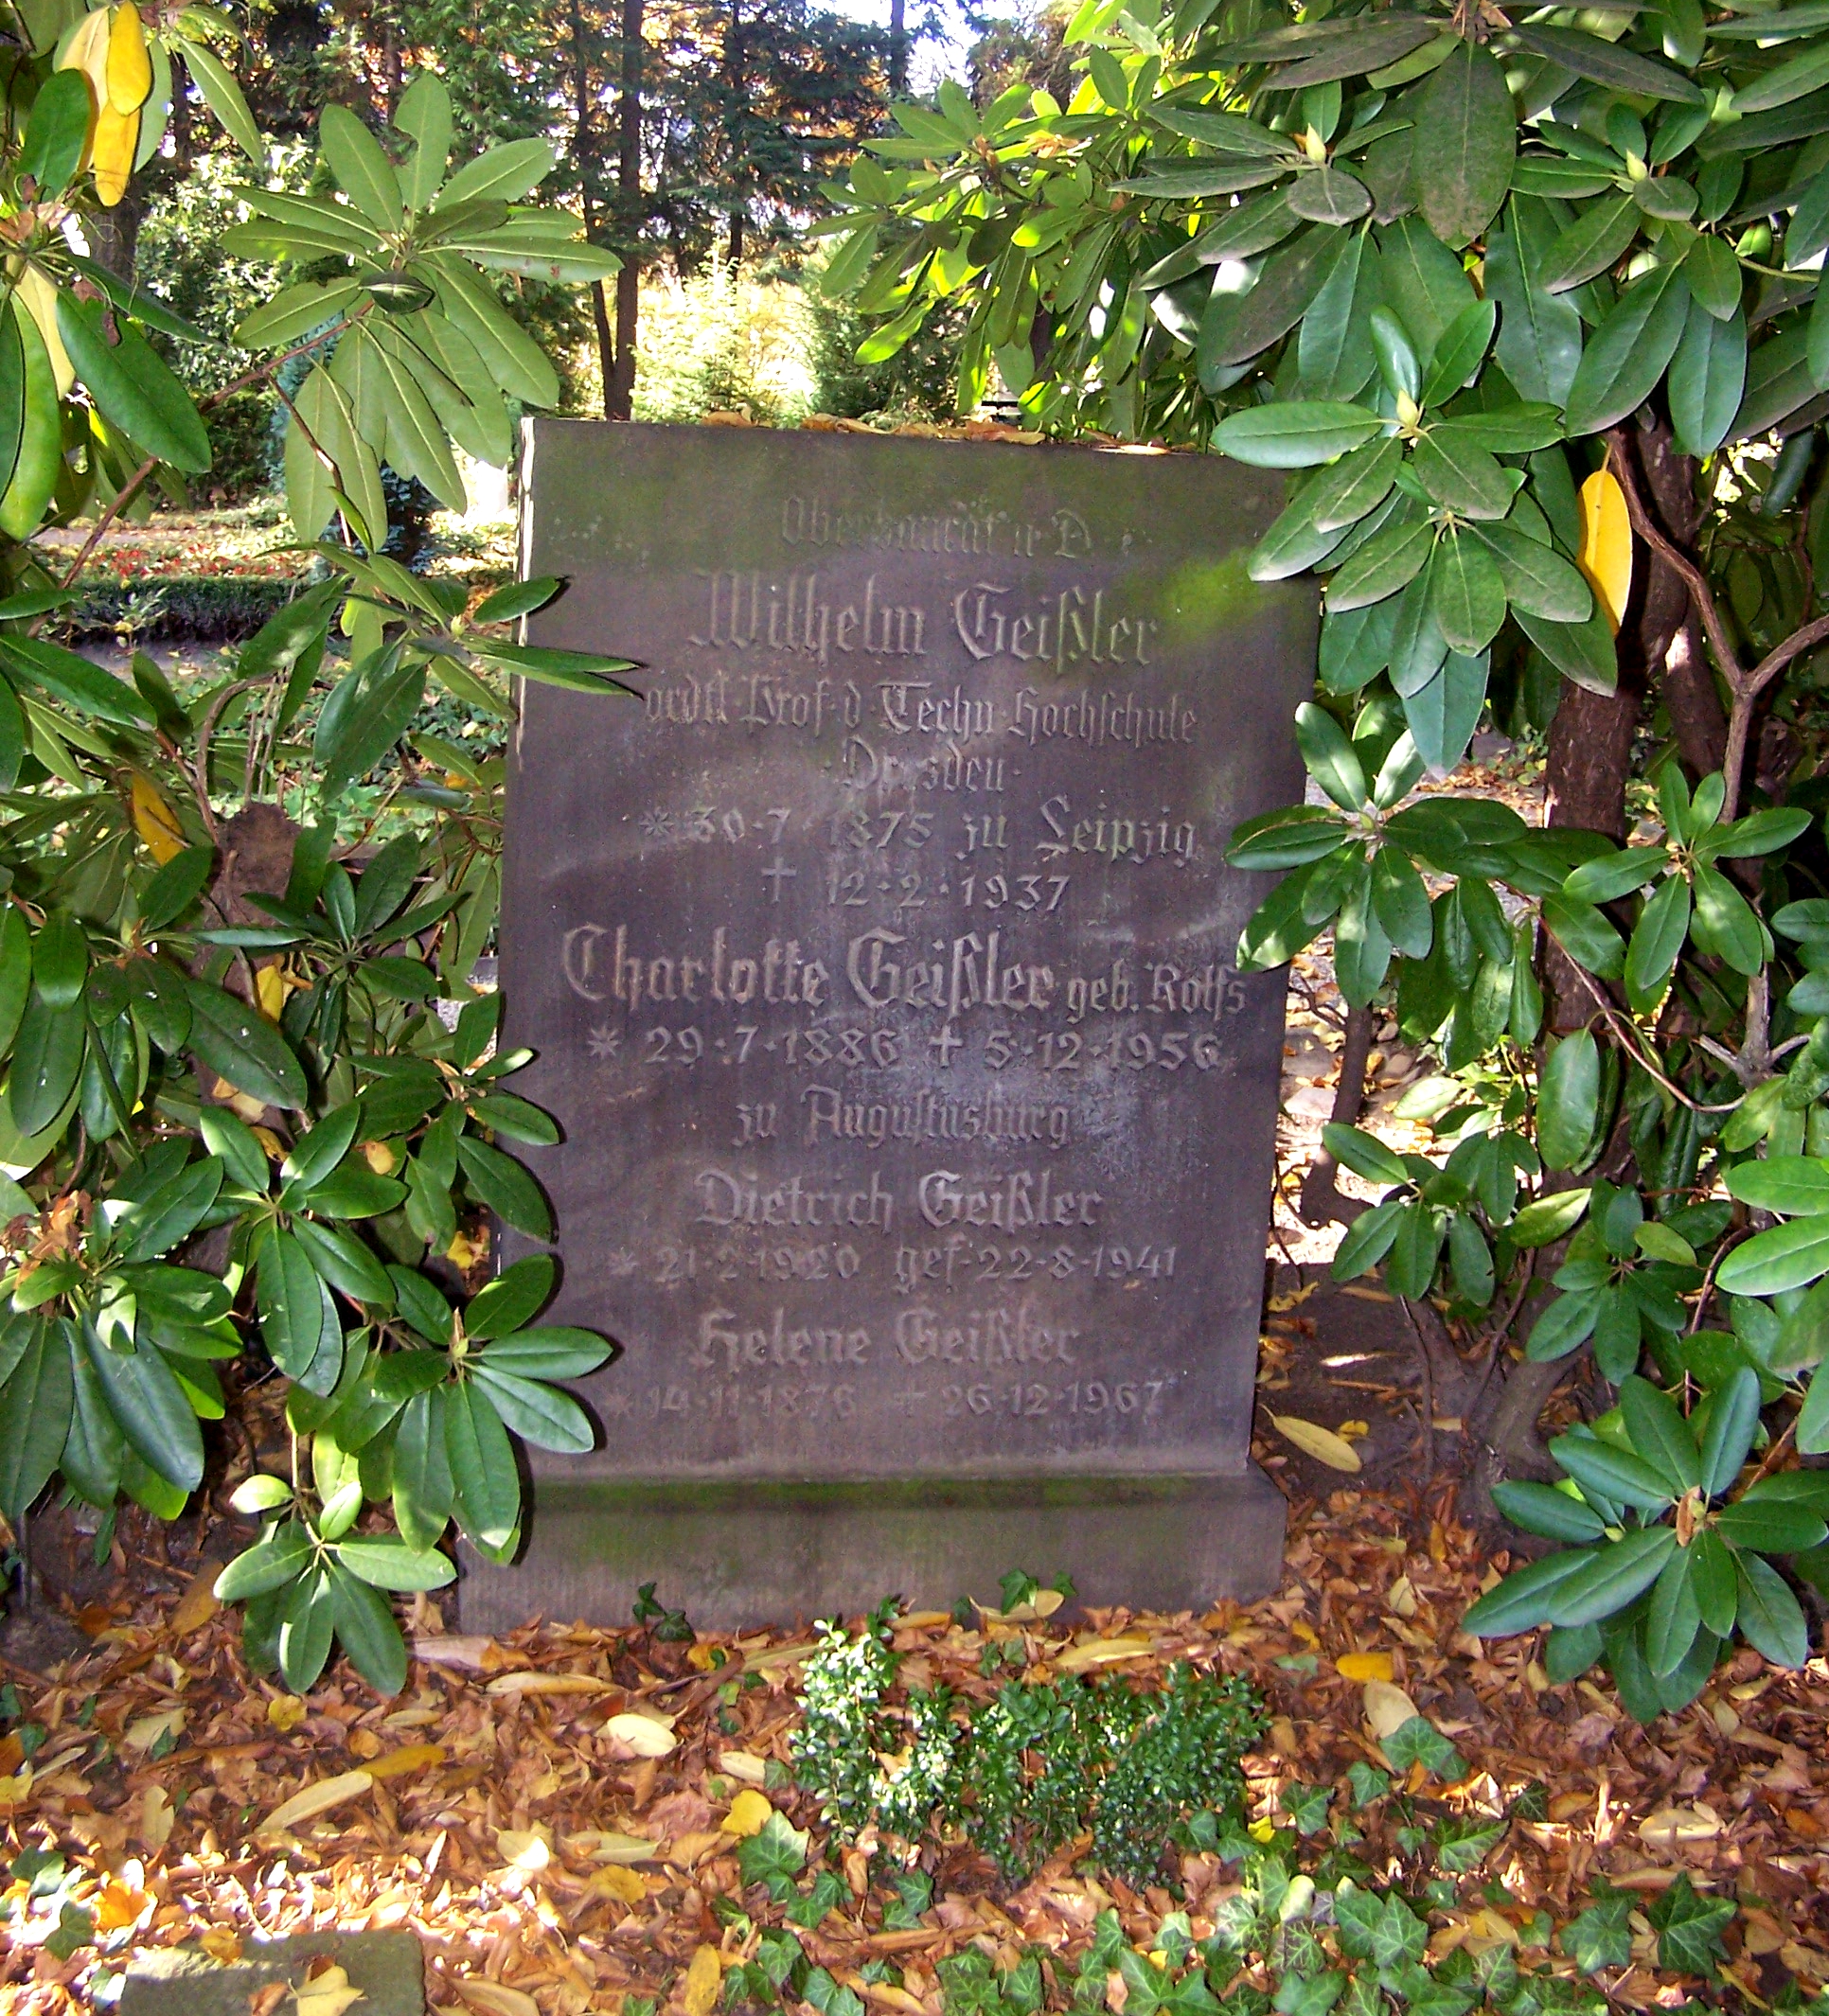 Oberbaurat
Wilhelm Geißler
ordtl·Prof·d·Techn·Hochschule
·Dresden·
* 30·7·1875 zu Leipzig
† 12·2·1937
Charlotte Geißler geb. Rolfs
* 29·7·1886 † 5·12·1956
zu Augustusburg
Dietrich Geißler
* 21·2·1920 gef·22·8·1941
Helene Geißler
* 14·11·1876 † 26·12·1967